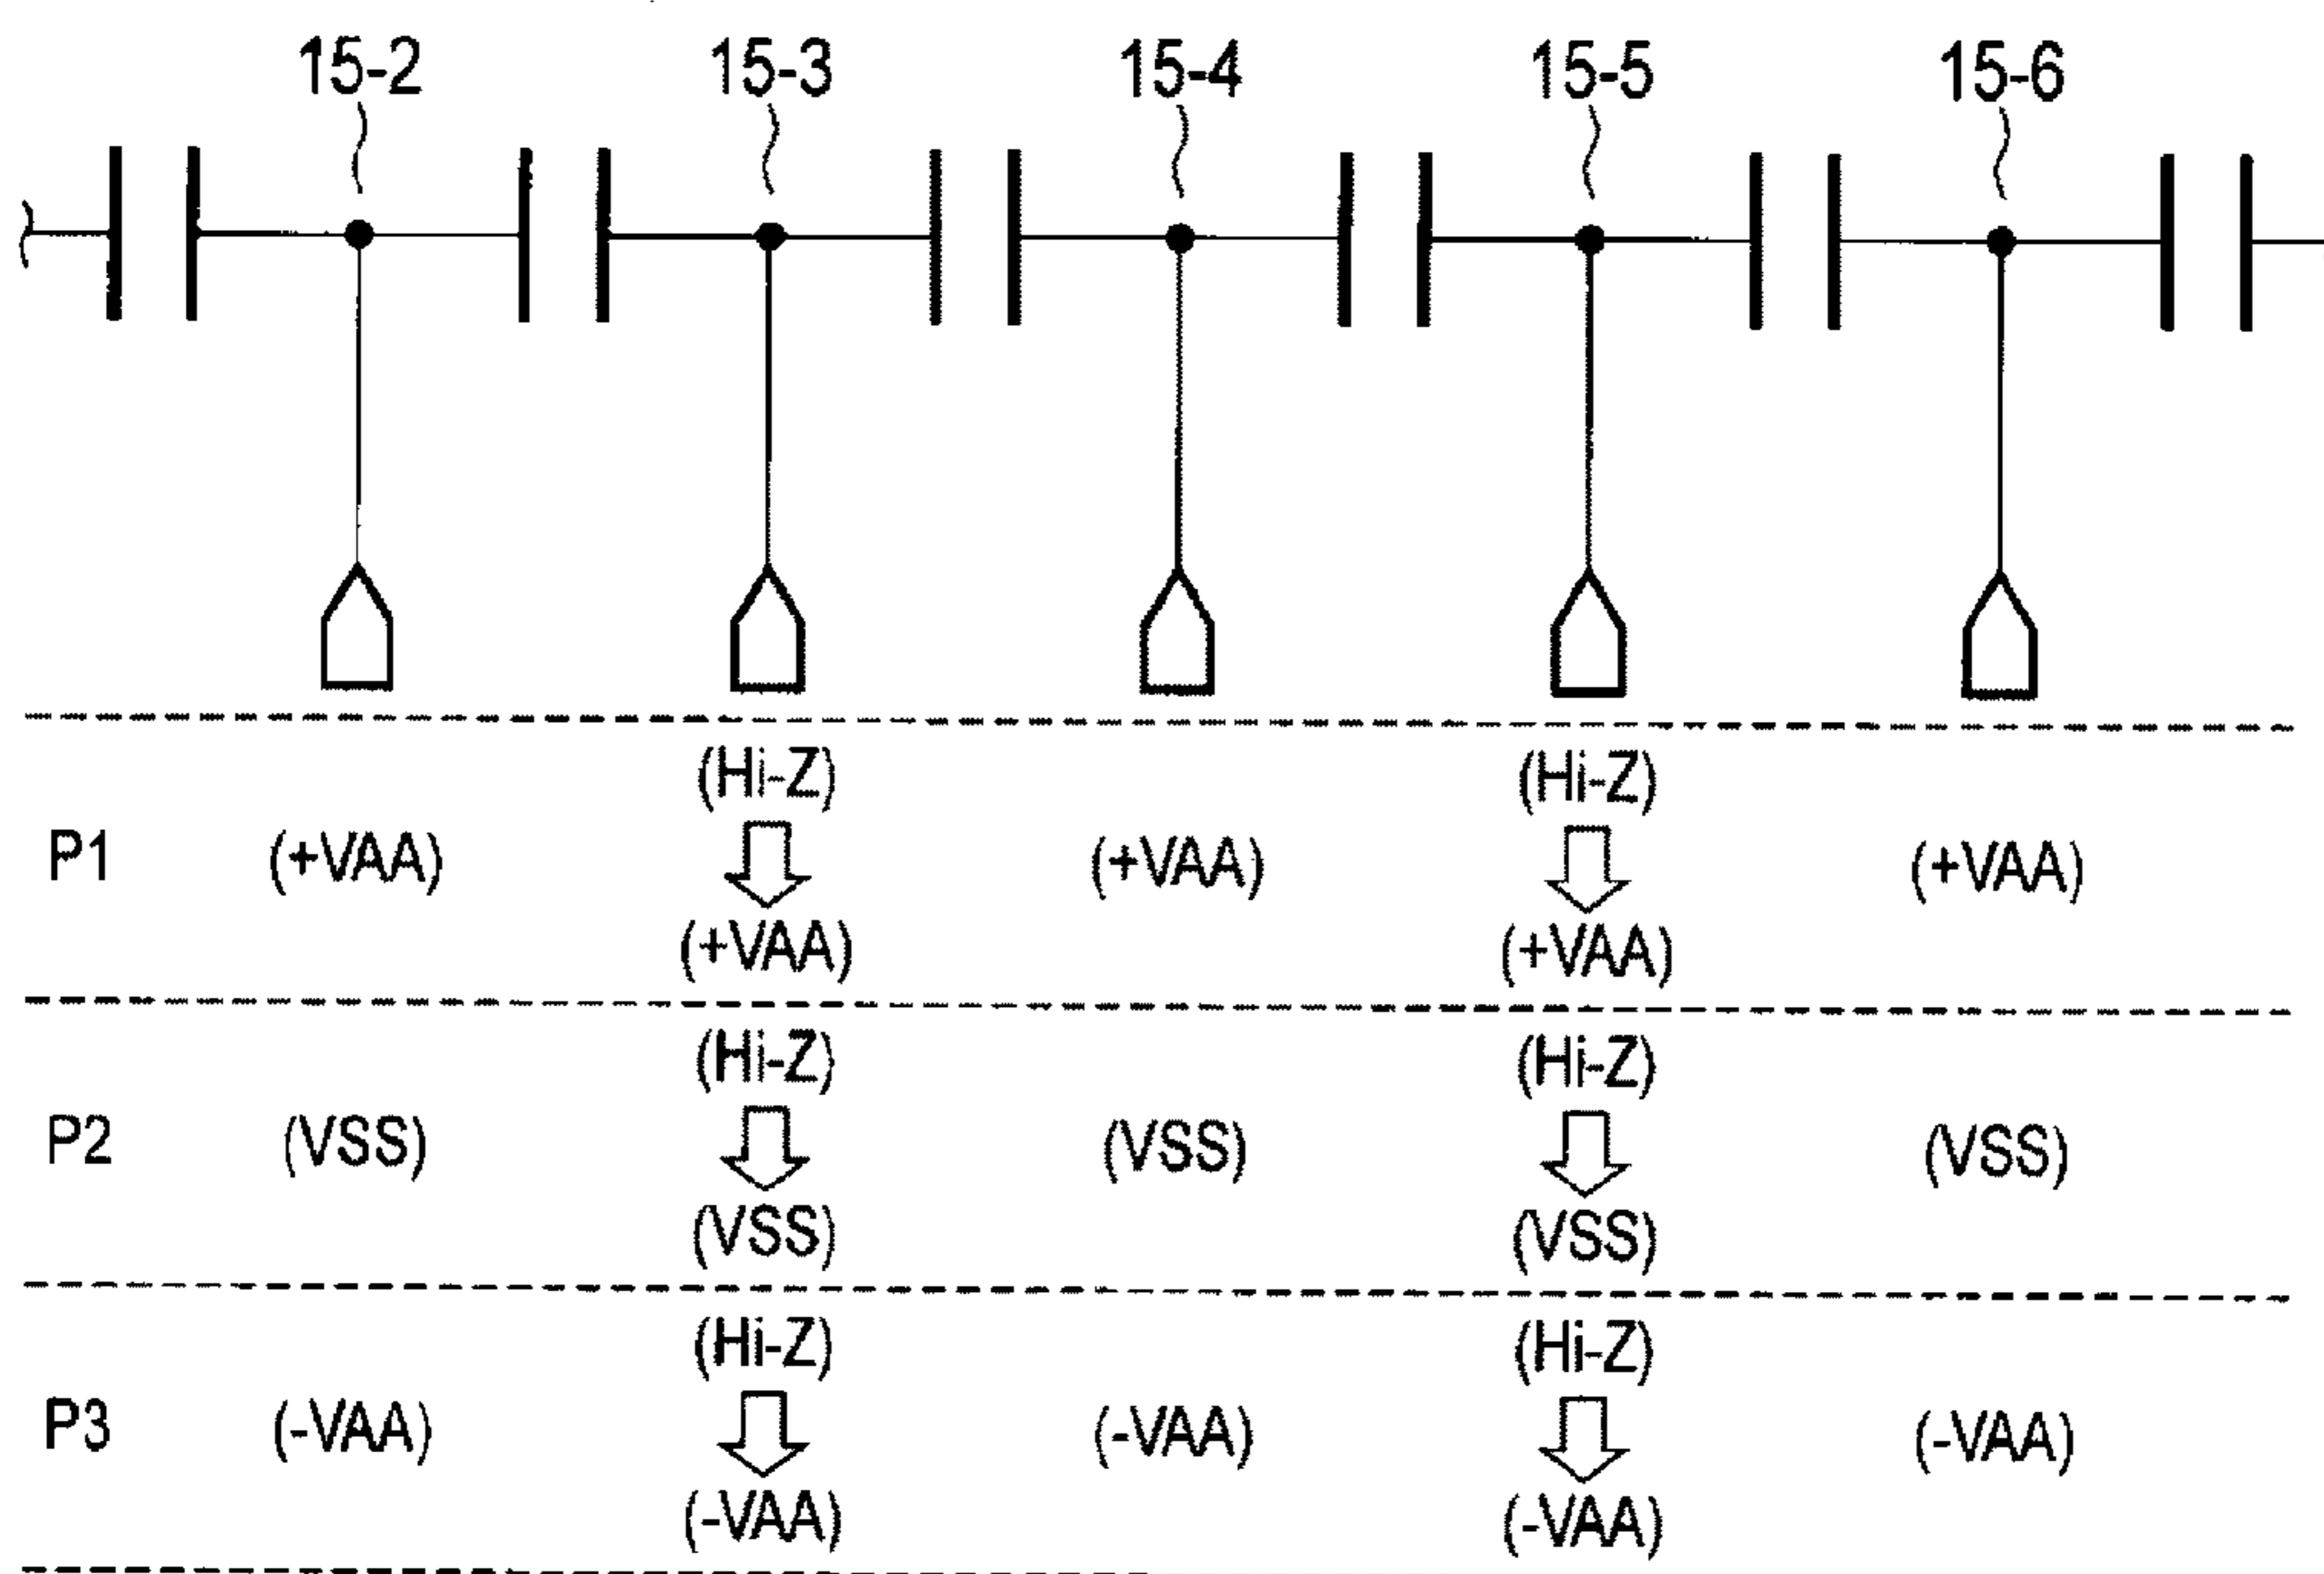 15-2 15-3 15-4 15-5 15-6
(Hi-Z) (Hi-Z)
P1 (+VAA) (+VAA) (+VAA)
(+VAA) (+VAA)
(Hi-Z) (Hi-Z)
P2 (VSS) (VSS) (VSS)
(VSS) (VSS)
(Hi-Z) (Hi-Z)
P3 (-VAA) (-VAA) (-VAA)
(-VAA) (-VAA)